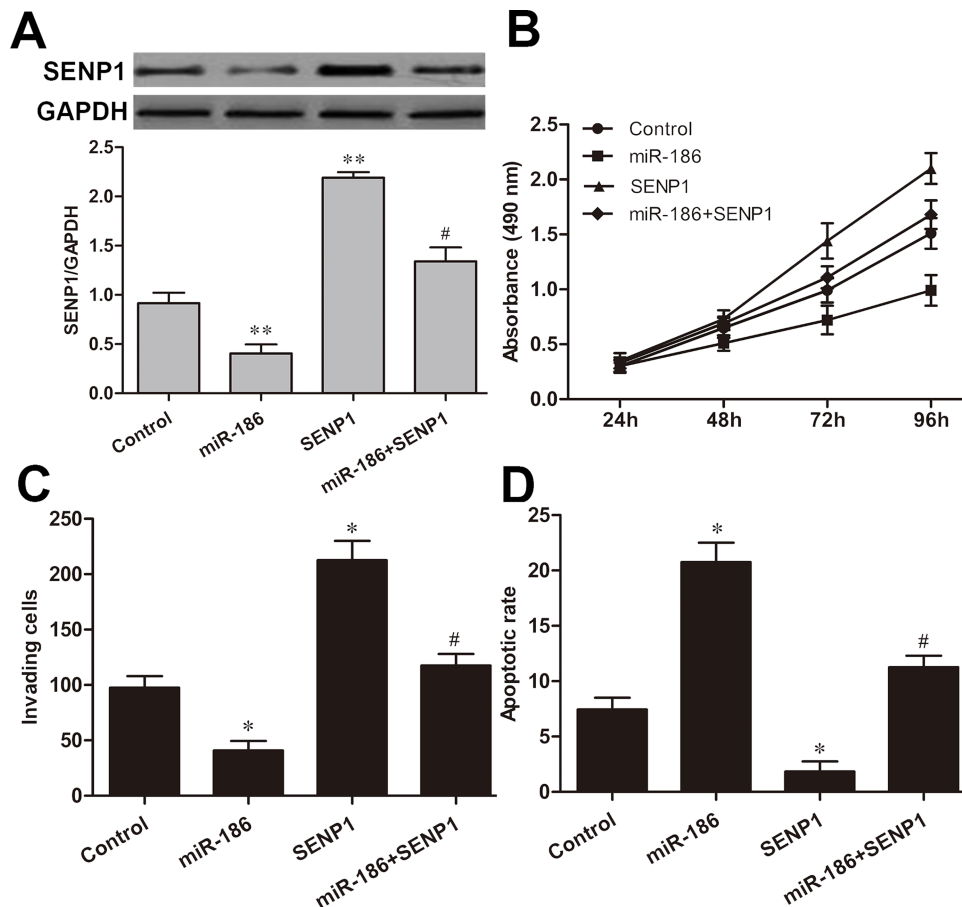 A
SENP1
GAPDH
SENP1/GAPDH
2.5
2.0
1.5
1.0
0.5
0.0
**
**
#
Control
miR-186
SENP1
miR-186+SENP1
B
Absorbance (490 nm)
2.5
2.0
1.5
1.0
0.5
0.0
Control
miR-186
SENP1
miR-186+SENP1
24h 48h 72h 96h
C
Invading cells
250
200
150
100
50
0
*
*
#
Control
miR-186
SENP1
miR-186+SENP1
D
Apoptotic rate
25
20
15
10
5
0
*
*
#
Control
miR-186
SENP1
miR-186+SENP1